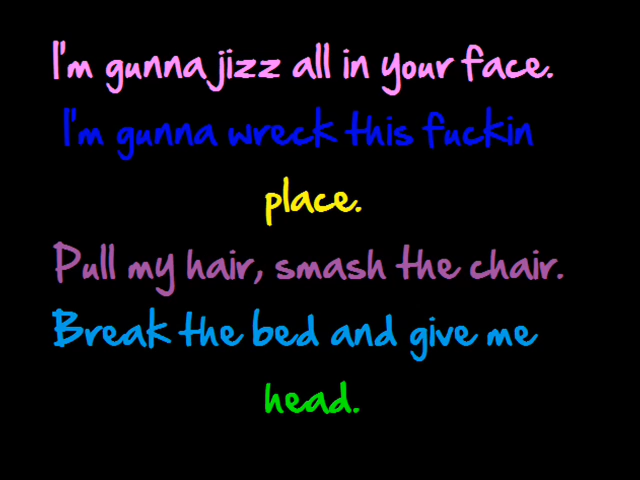 I'm gunna jizz all in your face.
I'm gunna wreck this fuckin
place.
Pull my hair, smash the chair.
Break the bed and give me
head.